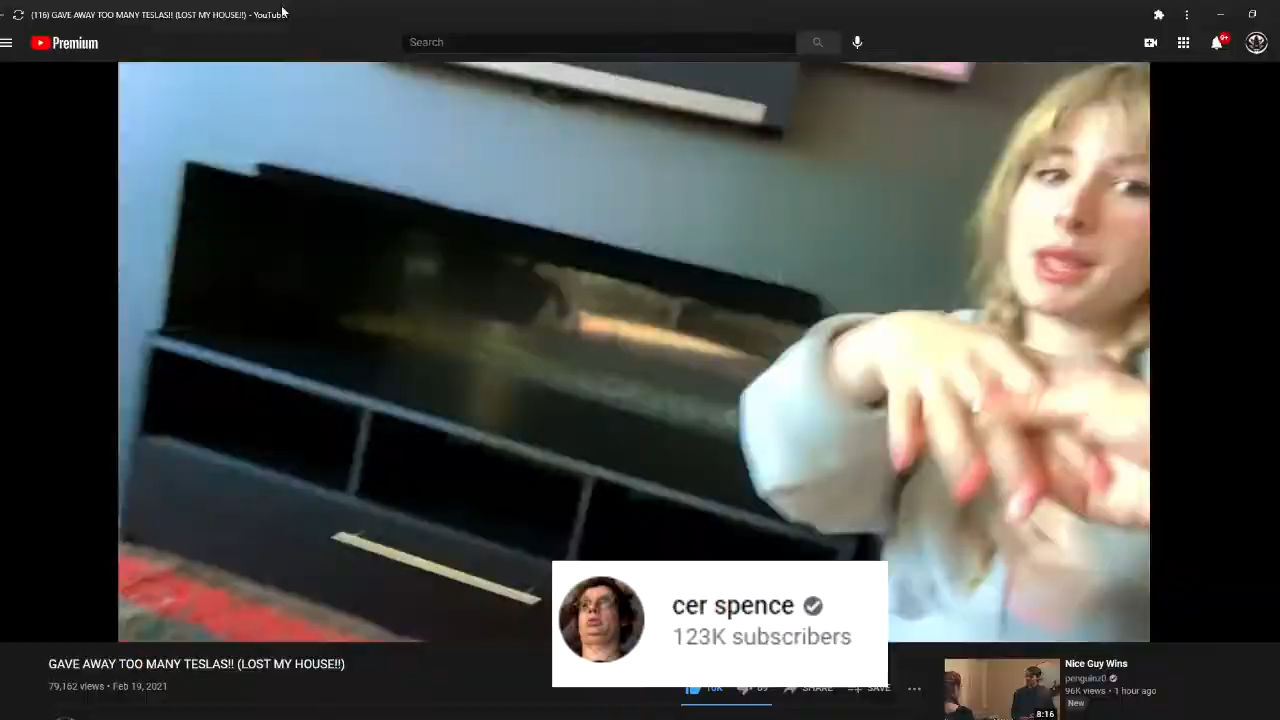 (116) GAVE AWAY TOO MANY TESLAS!! (LOST MY HOUSE!!) - YouTube
Premium
Search
9+
cer spence
123K subscribers
GAVE AWAY TOO MANY TESLAS!! (LOST MY HOUSE!!)
79,162 views • Feb 19, 2021
SHARE
SAVE
Nice Guy Wins
penguinz0
96K views • 1 hour ago
New
8:16